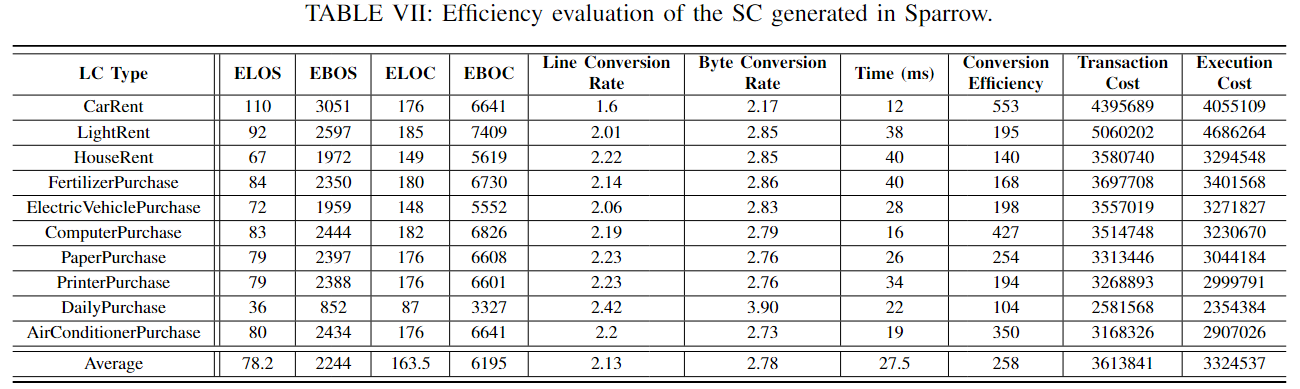 TABLE VII: Efficiency evaluation of the SC generated in Sparrow.
LC Type ELOS EBOS ELOC EBOC Line Conversion Rate Byte Conversion Rate Time (ms) Conversion Efficiency Transaction Cost Execution Cost
CarRent 110 3051 176 6641 1.6 2.17 12 553 4395689 4055109
LightRent 92 2597 185 7409 2.01 2.85 38 195 5060202 4686264
HouseRent 67 1972 149 5619 2.22 2.85 40 140 3580740 3294548
FertilizerPurchase 84 2350 180 6730 2.14 2.86 40 168 3697708 3401568
ElectricVehiclePurchase 72 1959 148 5552 2.06 2.83 28 198 3557019 3271827
ComputerPurchase 83 2444 182 6826 2.19 2.79 16 427 3514748 3230670
PaperPurchase 79 2397 176 6608 2.23 2.76 26 254 3313446 3044184
PrinterPurchase 79 2388 176 6601 2.23 2.76 34 194 3268893 2999791
DailyPurchase 36 852 87 3327 2.42 3.90 22 104 2581568 2354384
AirConditionerPurchase 80 2434 176 6641 2.2 2.73 19 350 3168326 2907026
Average 78.2 2244 163.5 6195 2.13 2.78 27.5 258 3613841 3324537